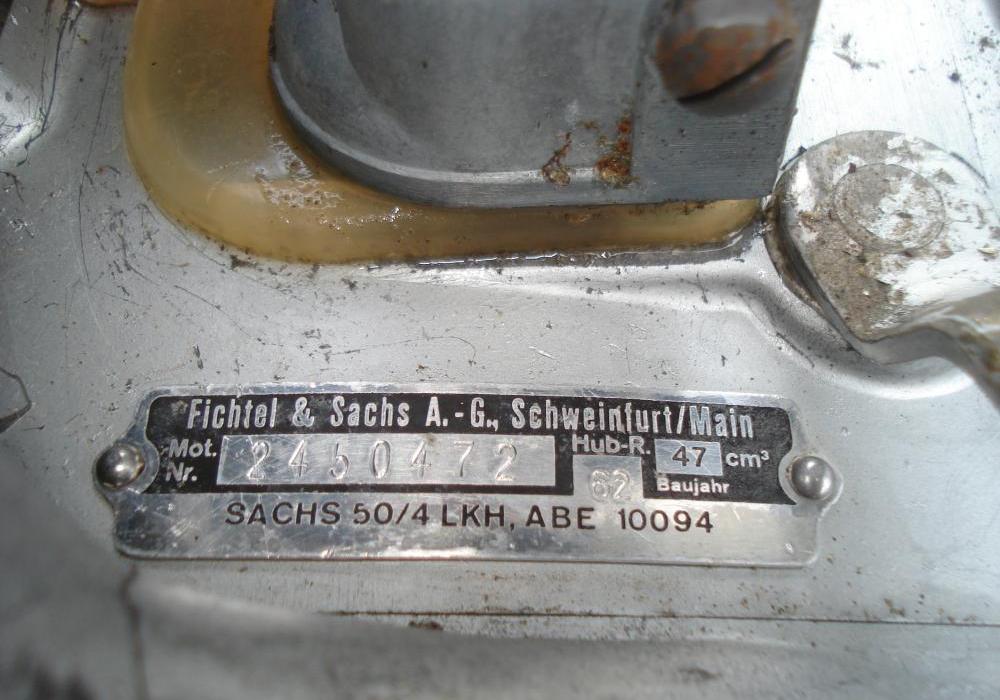 Fichtel & Sachs A.-G., Schweinfurt/Main
Mot. Nr. 2450472 Hub-R. 47 cm³
62 Baujahr
SACHS 50/4 LKH, ABE 10094